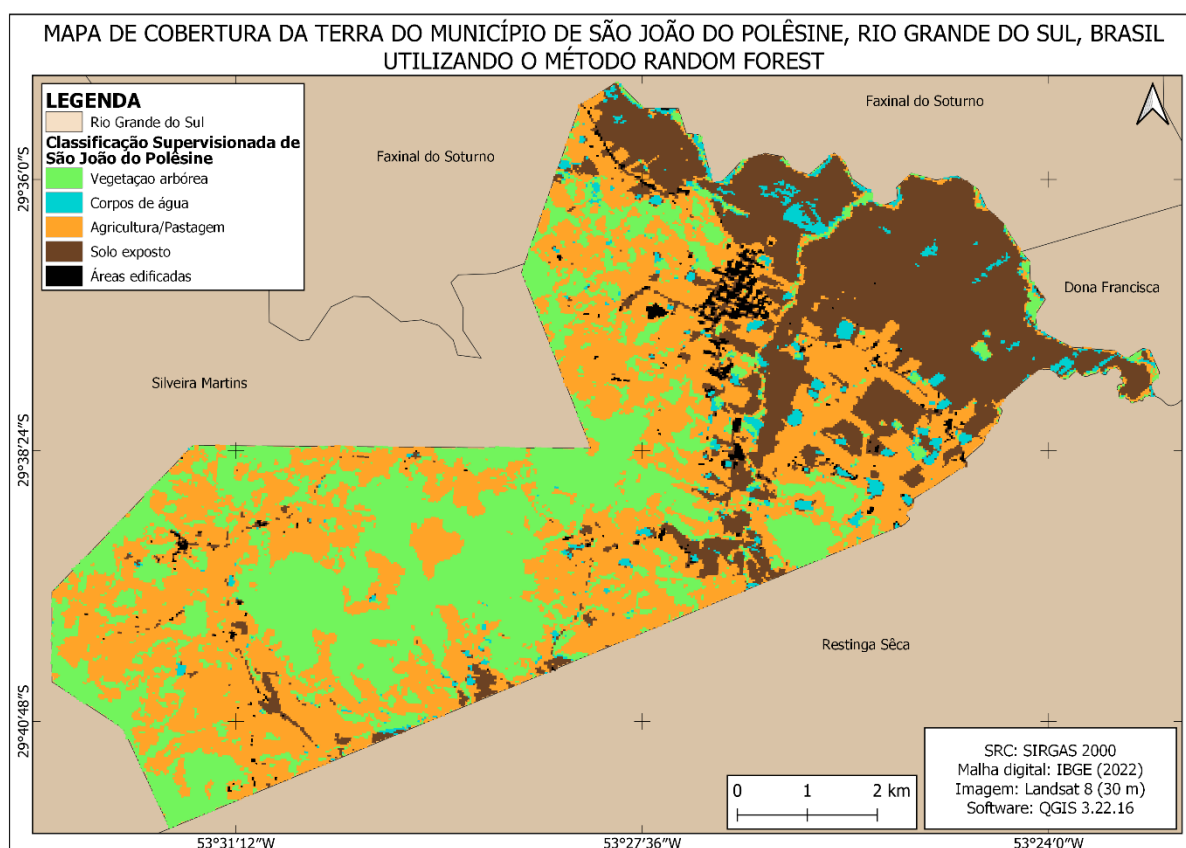 MAPA DE COBERTURA DA TERRA DO MUNICÍPIO DE SÃO JOÃO DO POLÊSINE, RIO GRANDE DO SUL, BRASIL
UTILIZANDO O MÉTODO RANDOM FOREST
LEGENDA
Rio Grande do Sul
Classificação Supervisionada de
São João do Polêsine
Vegetaçao arbórea
Corpos de água
Agricultura/Pastagem
Solo exposto
Áreas edificadas
Faxinal do Soturno
Faxinal do Soturno
Dona Francisca
Silveira Martins
Restinga Sêca
29°36'0"S
29°38'24"S
29°40'48"S
0 1 2 km
SRC: SIRGAS 2000
Malha digital: IBGE (2022)
Imagem: Landsat 8 (30 m)
Software: QGIS 3.22.16
53°31'12"W
53°27'36"W
53°24'0"W